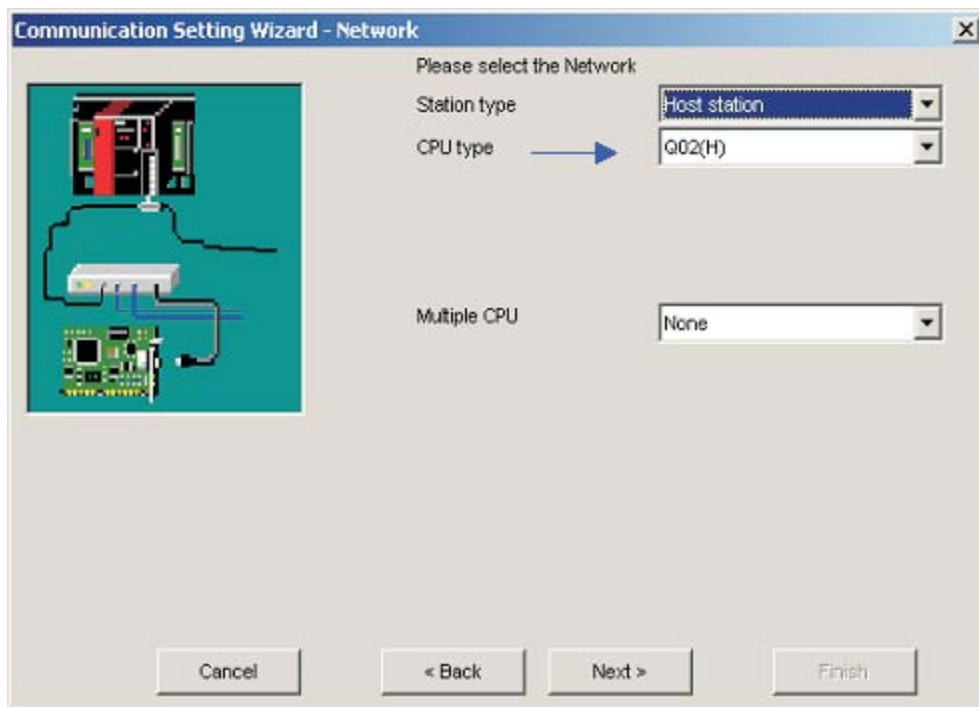 Communication Setting Wizard - Network
Please select the Network
Station type Host station
CPU type Q02(H)
Multiple CPU None
Cancel < Back Next > Finish